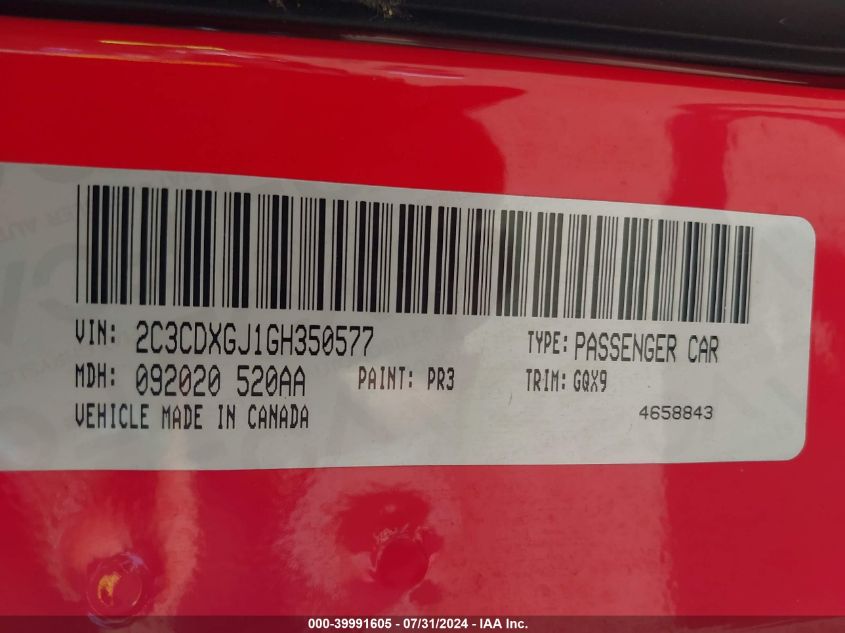 VIN: 2C3CDXGJ1GH350577 TYPE: PASSENGER CAR
MDH: 092020 520AA PAINT: PR3 TRIM: GQX9
VEHICLE MADE IN CANADA 4658843
000-39991605 - 07/31/2024 - IAA, Inc.